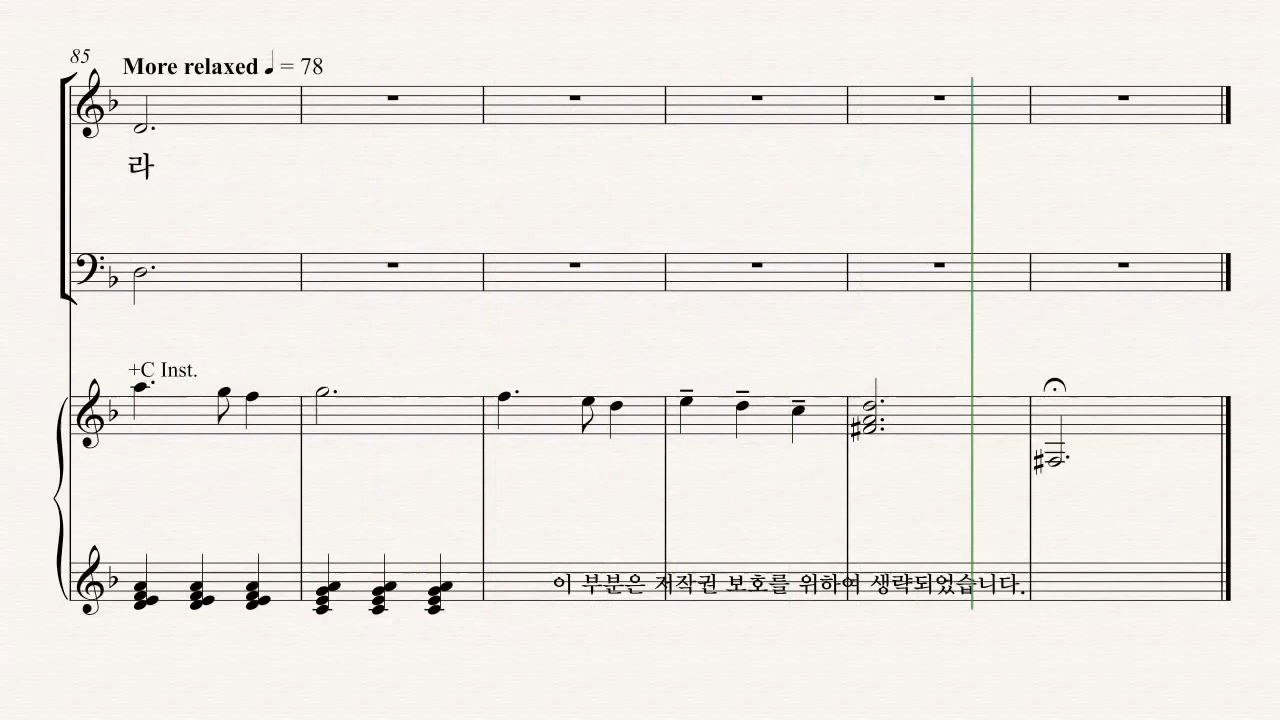 85
More relaxed ♩ = 78
라
+C Inst.
이 부분은 저작권 보호를 위하여 생략되었습니다.